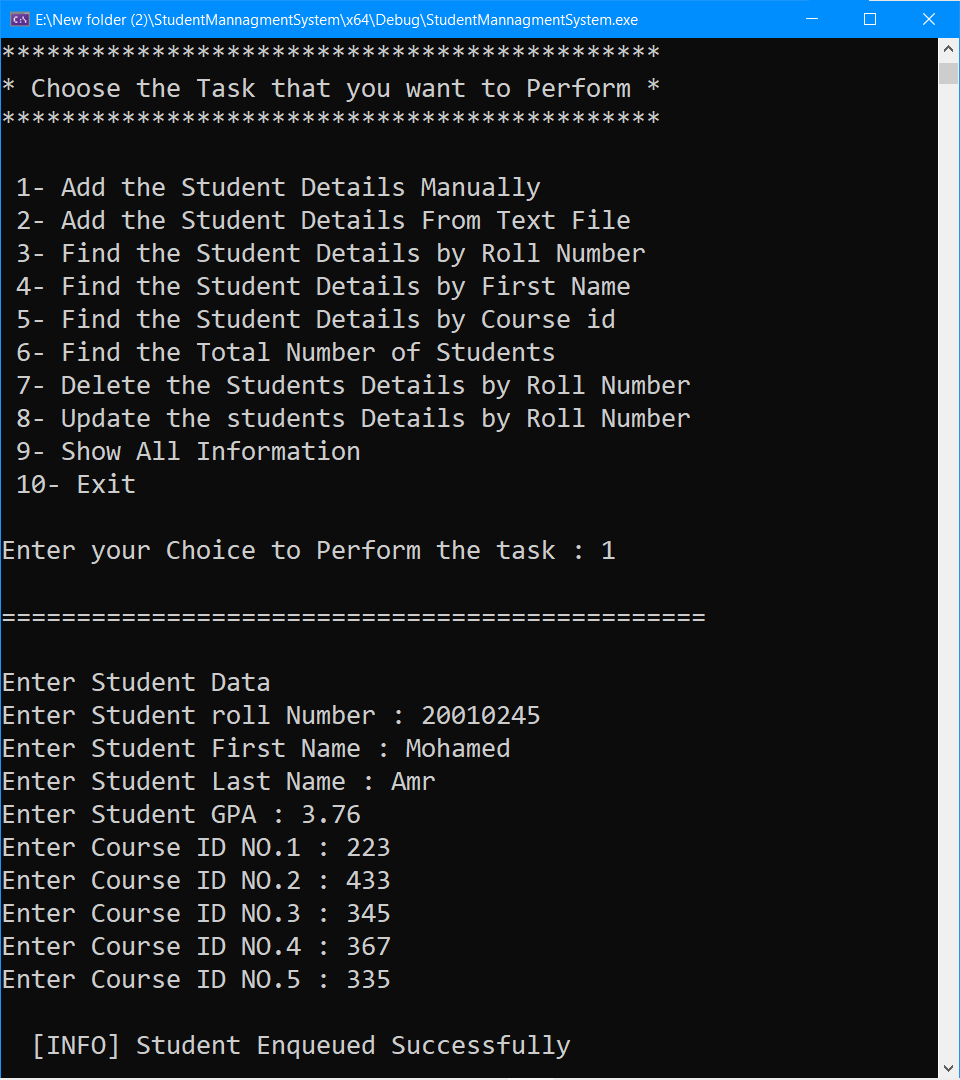 E:\New folder (2)\StudentMannagmentSystem\x64\Debug\StudentMannagmentSystem.exe
********************************************
* Choose the Task that you want to Perform *
********************************************
1- Add the Student Details Manually
2- Add the Student Details From Text File
3- Find the Student Details by Roll Number
4- Find the Student Details by First Name
5- Find the Student Details by Course id
6- Find the Total Number of Students
7- Delete the Students Details by Roll Number
8- Update the students Details by Roll Number
9- Show All Information
10- Exit
Enter your Choice to Perform the task : 1
===============================================
Enter Student Data
Enter Student roll Number : 20010245
Enter Student First Name : Mohamed
Enter Student Last Name : Amr
Enter Student GPA : 3.76
Enter Course ID NO.1 : 223
Enter Course ID NO.2 : 433
Enter Course ID NO.3 : 345
Enter Course ID NO.4 : 367
Enter Course ID NO.5 : 335
[INFO] Student Enqueued Successfully